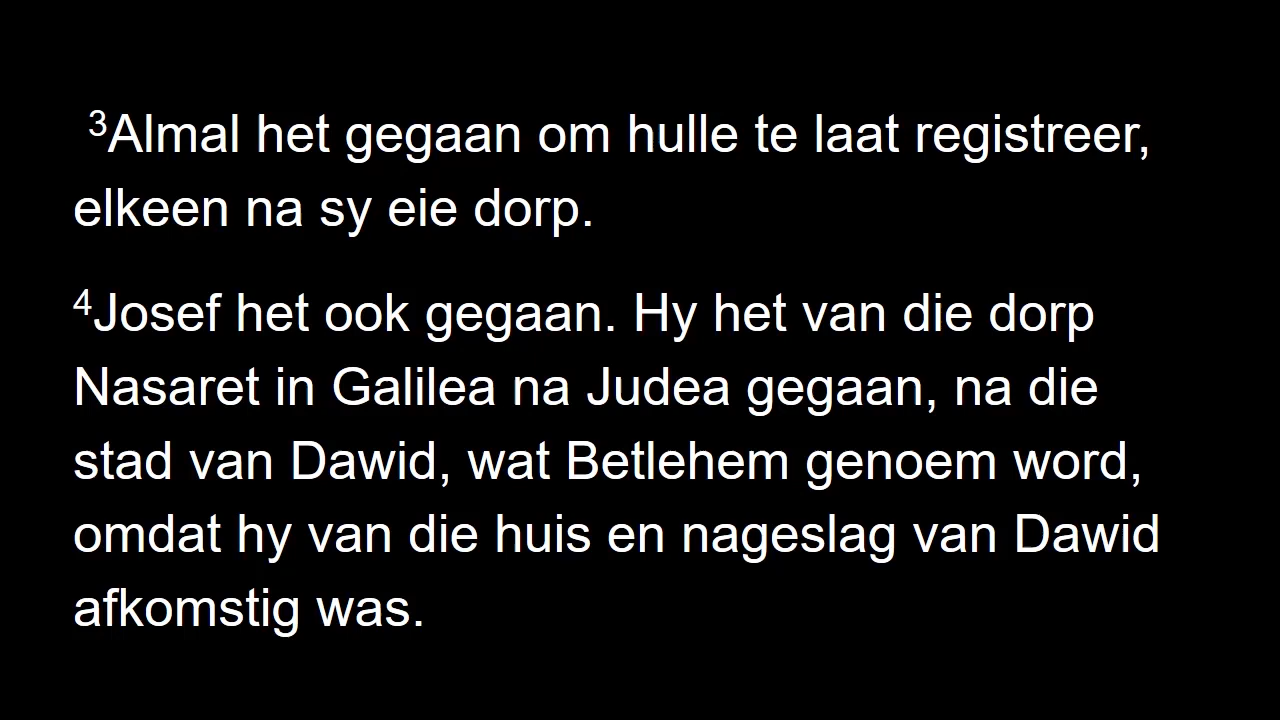 ³Almal het gegaan om hulle te laat registreer,
elkeen na sy eie dorp.
⁴Josef het ook gegaan. Hy het van die dorp
Nasaret in Galilea na Judea gegaan, na die
stad van Dawid, wat Betlehem genoem word,
omdat hy van die huis en nageslag van Dawid
afkomstig was.